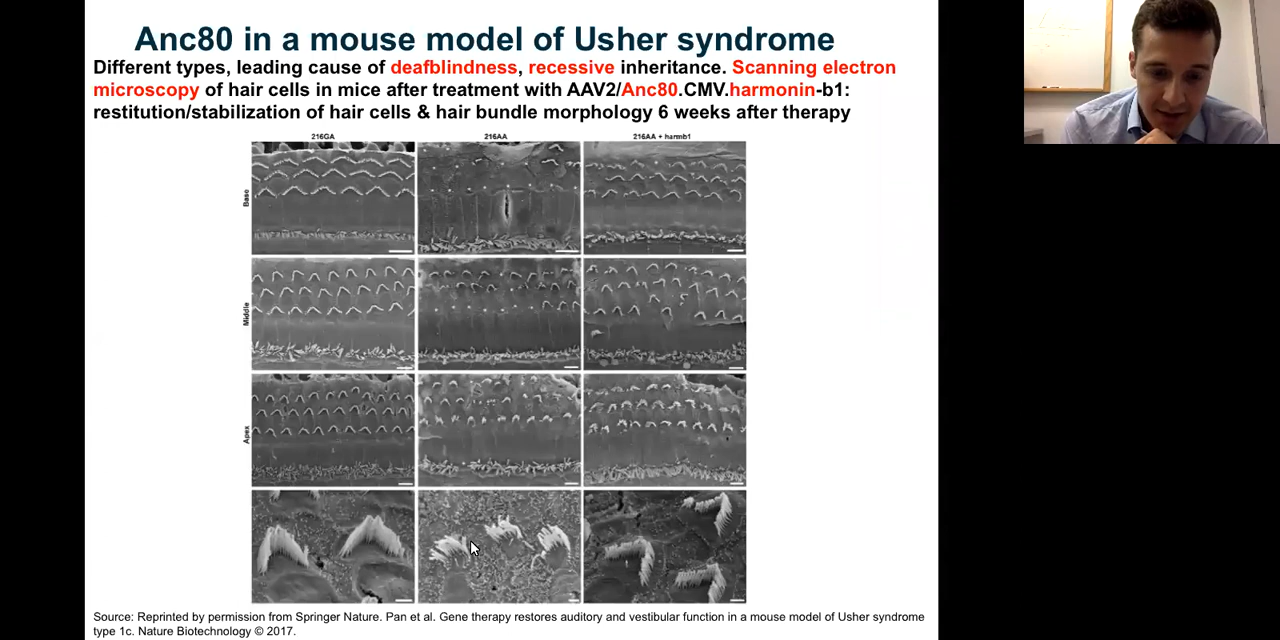 Anc80 in a mouse model of Usher syndrome
Different types, leading cause of deafblindness, recessive inheritance. Scanning electron
microscopy of hair cells in mice after treatment with AAV2/Anc80.CMV.harmonin-b1:
restitution/stabilization of hair cells & hair bundle morphology 6 weeks after therapy
216GA 216AA 216AA + harmb1
Base
Middle
Apex
Source: Reprinted by permission from Springer Nature. Pan et al. Gene therapy restores auditory and vestibular function in a mouse model of Usher syndrome
type 1c. Nature Biotechnology © 2017.